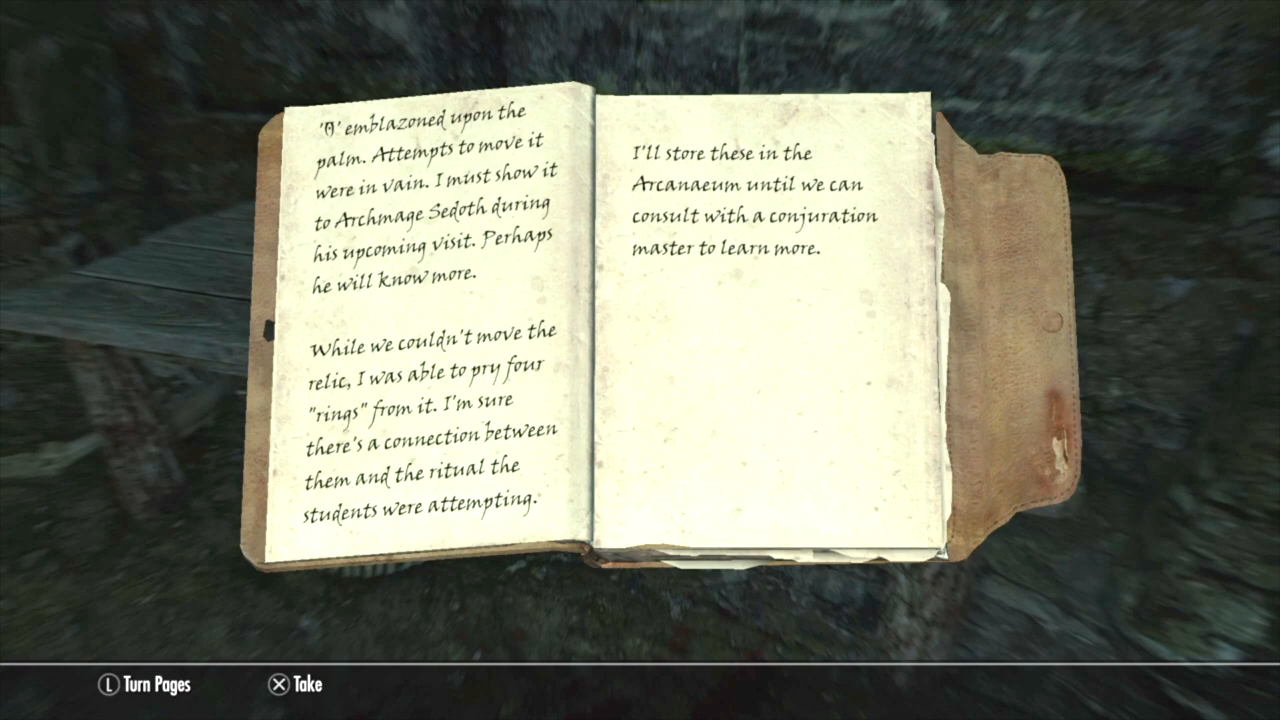 'O' emblazoned upon the
palm. Attempts to move it
were in vain. I must show it
to Archmage Sedoth during
his upcoming visit. Perhaps
he will know more.
While we couldn't move the
relic, I was able to pry four
"rings" from it. I'm sure
there's a connection between
them and the ritual the
students were attempting.
I'll store these in the
Arcanaeum until we can
consult with a conjuration
master to learn more.
L Turn Pages
X Take